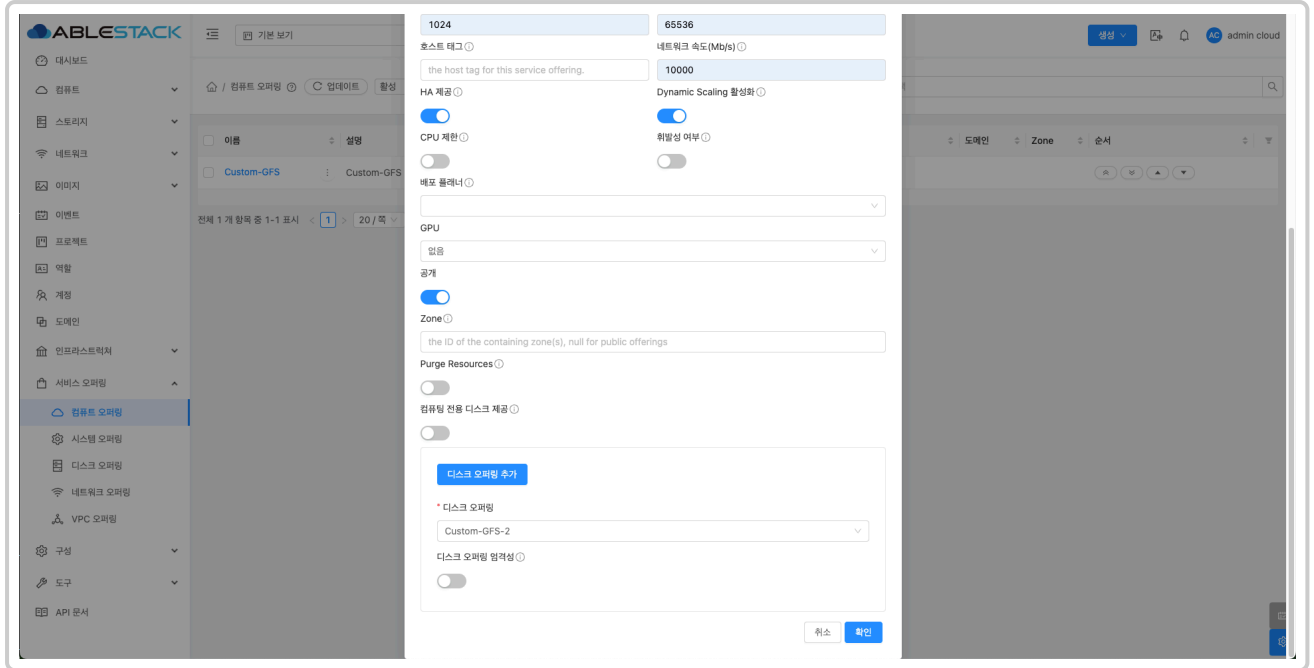 ABLESTACK
기본 보기
생성
admin cloud
대시보드
컴퓨트
스토리지
네트워크
이미지
이벤트
프로젝트
역할
계정
도메인
인프라스트럭쳐
서비스 오퍼링
컴퓨트 오퍼링
시스템 오퍼링
디스크 오퍼링
네트워크 오퍼링
VPC 오퍼링
구성
도구
API 문서
/ 컴퓨트 오퍼링 업데이트 활성
이름 설명 도메인 Zone 순서
Custom-GFS Custom-GFS
전체 1 개 항목 중 1-1 표시 < 1 > 20 / 쪽
1024 65536
호스트 태그 네트워크 속도(Mb/s)
the host tag for this service offering. 10000
HA 제공 Dynamic Scaling 활성화
CPU 제한 휘발성 여부
배포 플래너
GPU
없음
공개
Zone
the ID of the containing zone(s), null for public offerings
Purge Resources
컴퓨팅 전용 디스크 제공
디스크 오퍼링 추가
* 디스크 오퍼링
Custom-GFS-2
디스크 오퍼링 엄격성
취소 확인